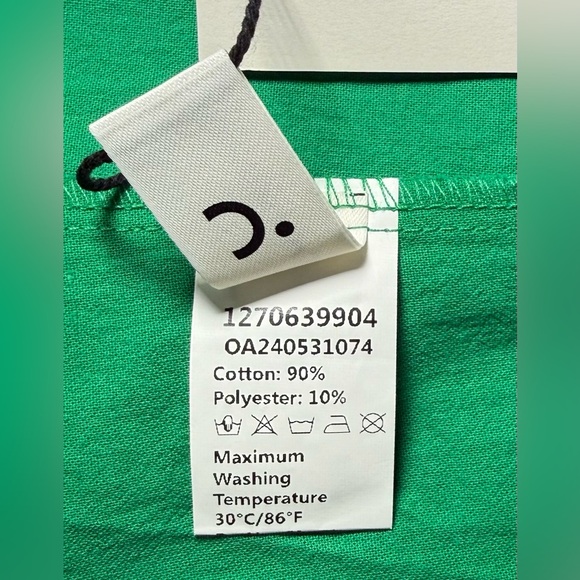 1270639904
OA240531074
Cotton: 90%
Polyester: 10%
Maximum
Washing
Temperature
30°C/86°F